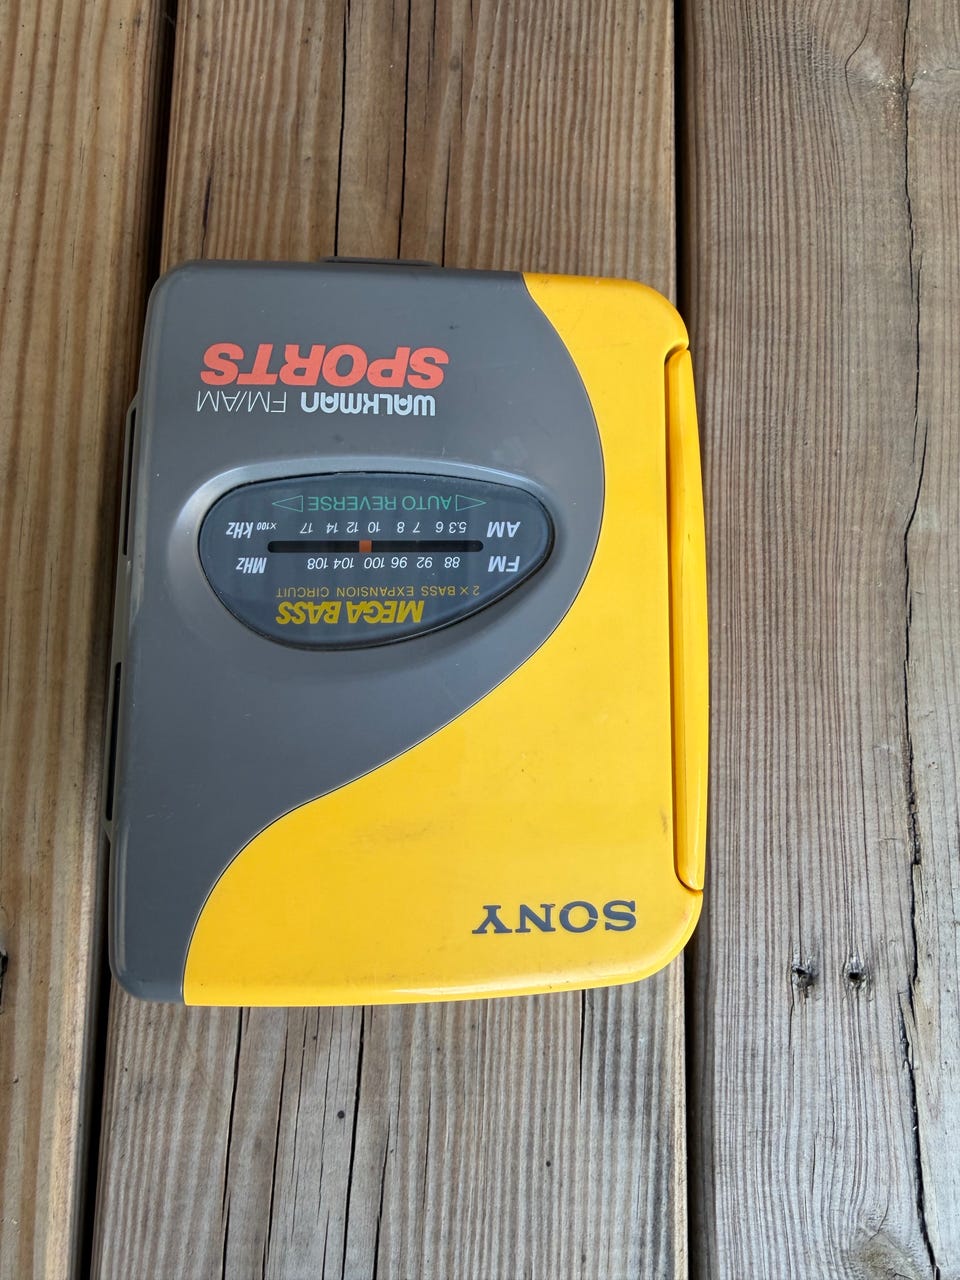 SONY
MEGA BASS
2 × BASS EXPANSION CIRCUIT
FM 88 92 96 100 104 108 MHz
AM 5.3 6 7 8 10 12 14 17 ×100 kHz
◁ AUTO REVERSE ▷
WALKMAN FM/AM
SPORTS